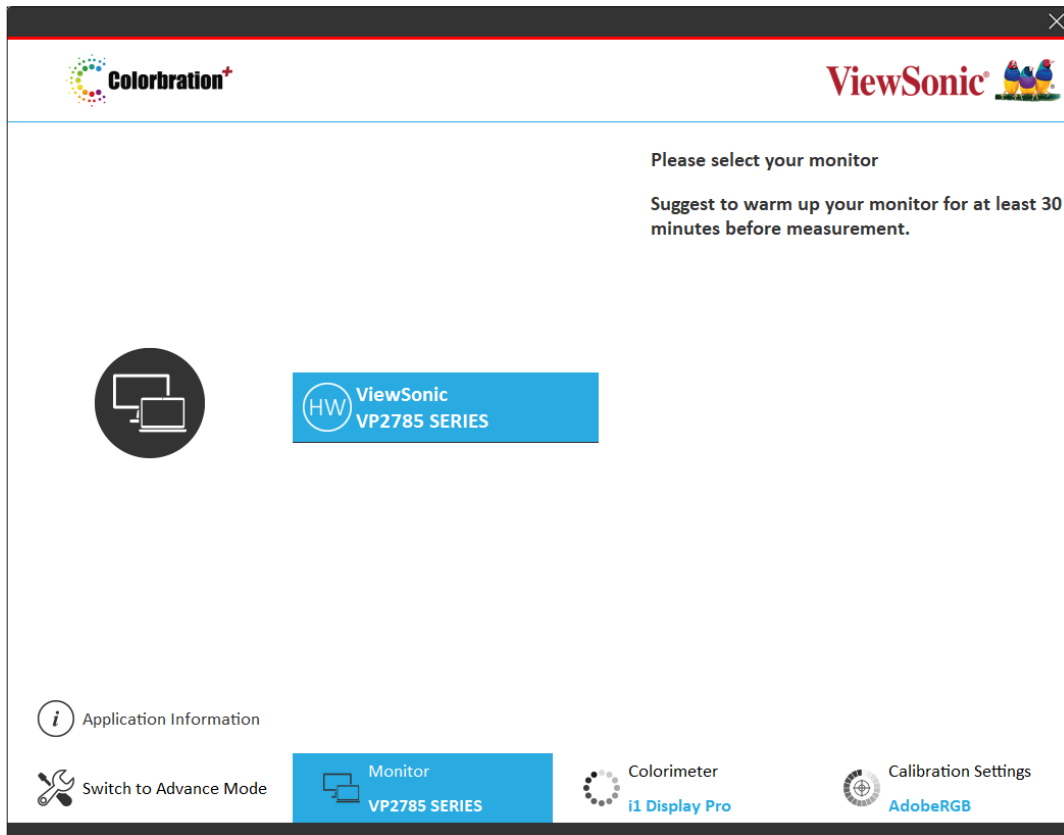 Colorbration+
ViewSonic®
Please select your monitor
Suggest to warm up your monitor for at least 30
minutes before measurement.
HW
ViewSonic
VP2785 SERIES
i
Application Information
Switch to Advance Mode
Monitor
VP2785 SERIES
Colorimeter
i1 Display Pro
Calibration Settings
AdobeRGB